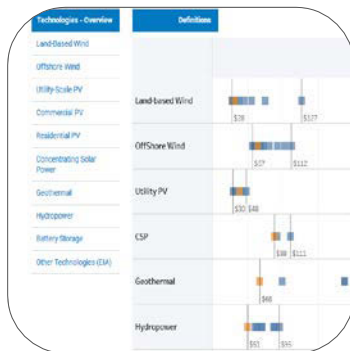 Technologies - Overview
Definitions
Land-Based Wind
Offshore Wind
Utility-Scale PV
Commercial PV
Residential PV
Concentrating Solar
Power
Geothermal
Hydropower
Battery Storage
Other Technologies (EIA)
Land-based Wind
$28
$127
OffShore Wind
$112
Utility PV
$30
$48
CSP
$111
Geothermal
Hydropower